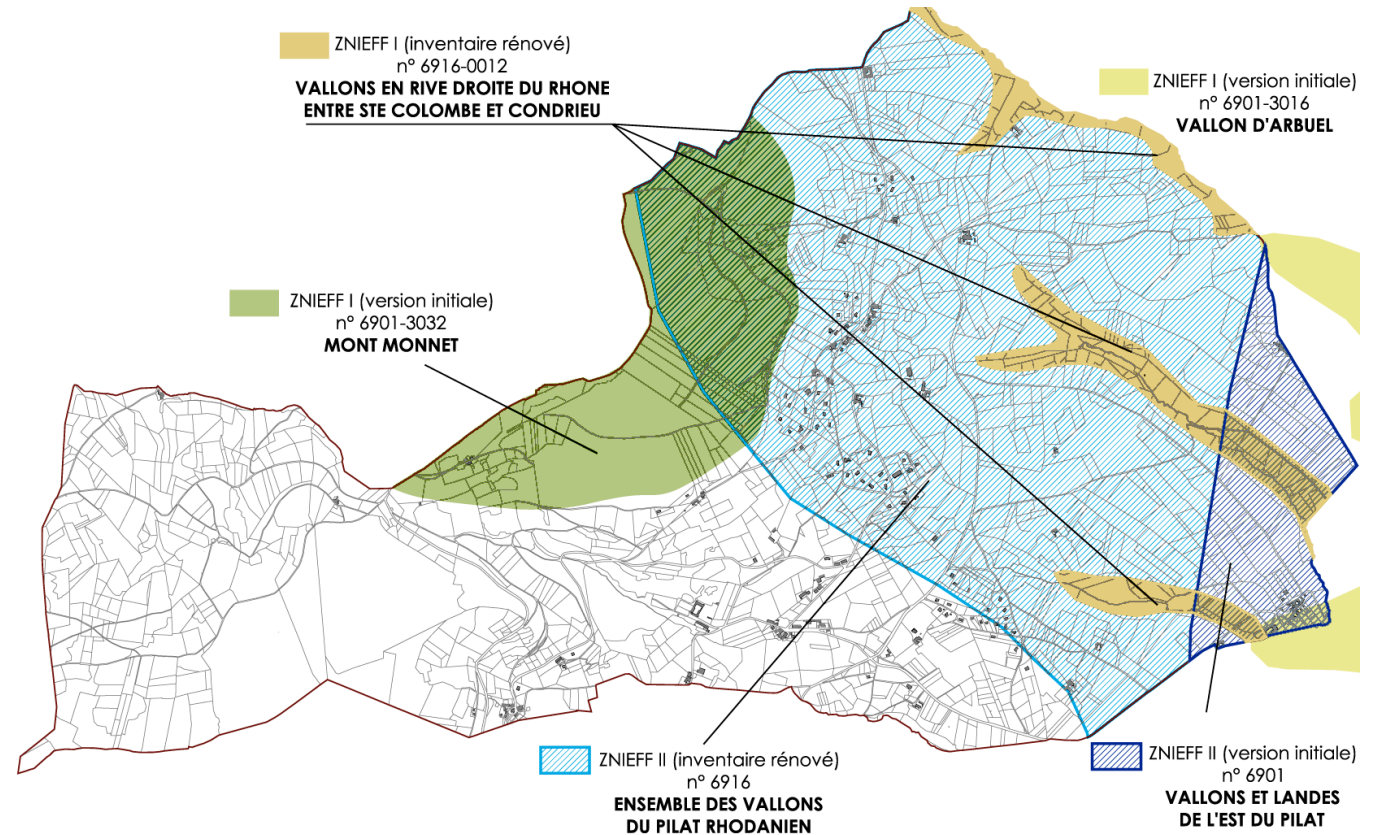 ZNIEFF I (inventaire rénové)
n° 6916-0012
VALLONS EN RIVE DROITE DU RHONE
ENTRE STE COLOMBE ET CONDRIEU
ZNIEFF I (version initiale)
n° 6901-3016
VALLON D'ARBUEL
ZNIEFF I (version initiale)
n° 6901-3032
MONT MONNET
ZNIEFF II (inventaire rénové)
n° 6916
ENSEMBLE DES VALLONS
DU PILAT RHODANIEN
ZNIEFF II (version initiale)
n° 6901
VALLONS ET LANDES
DE L'EST DU PILAT